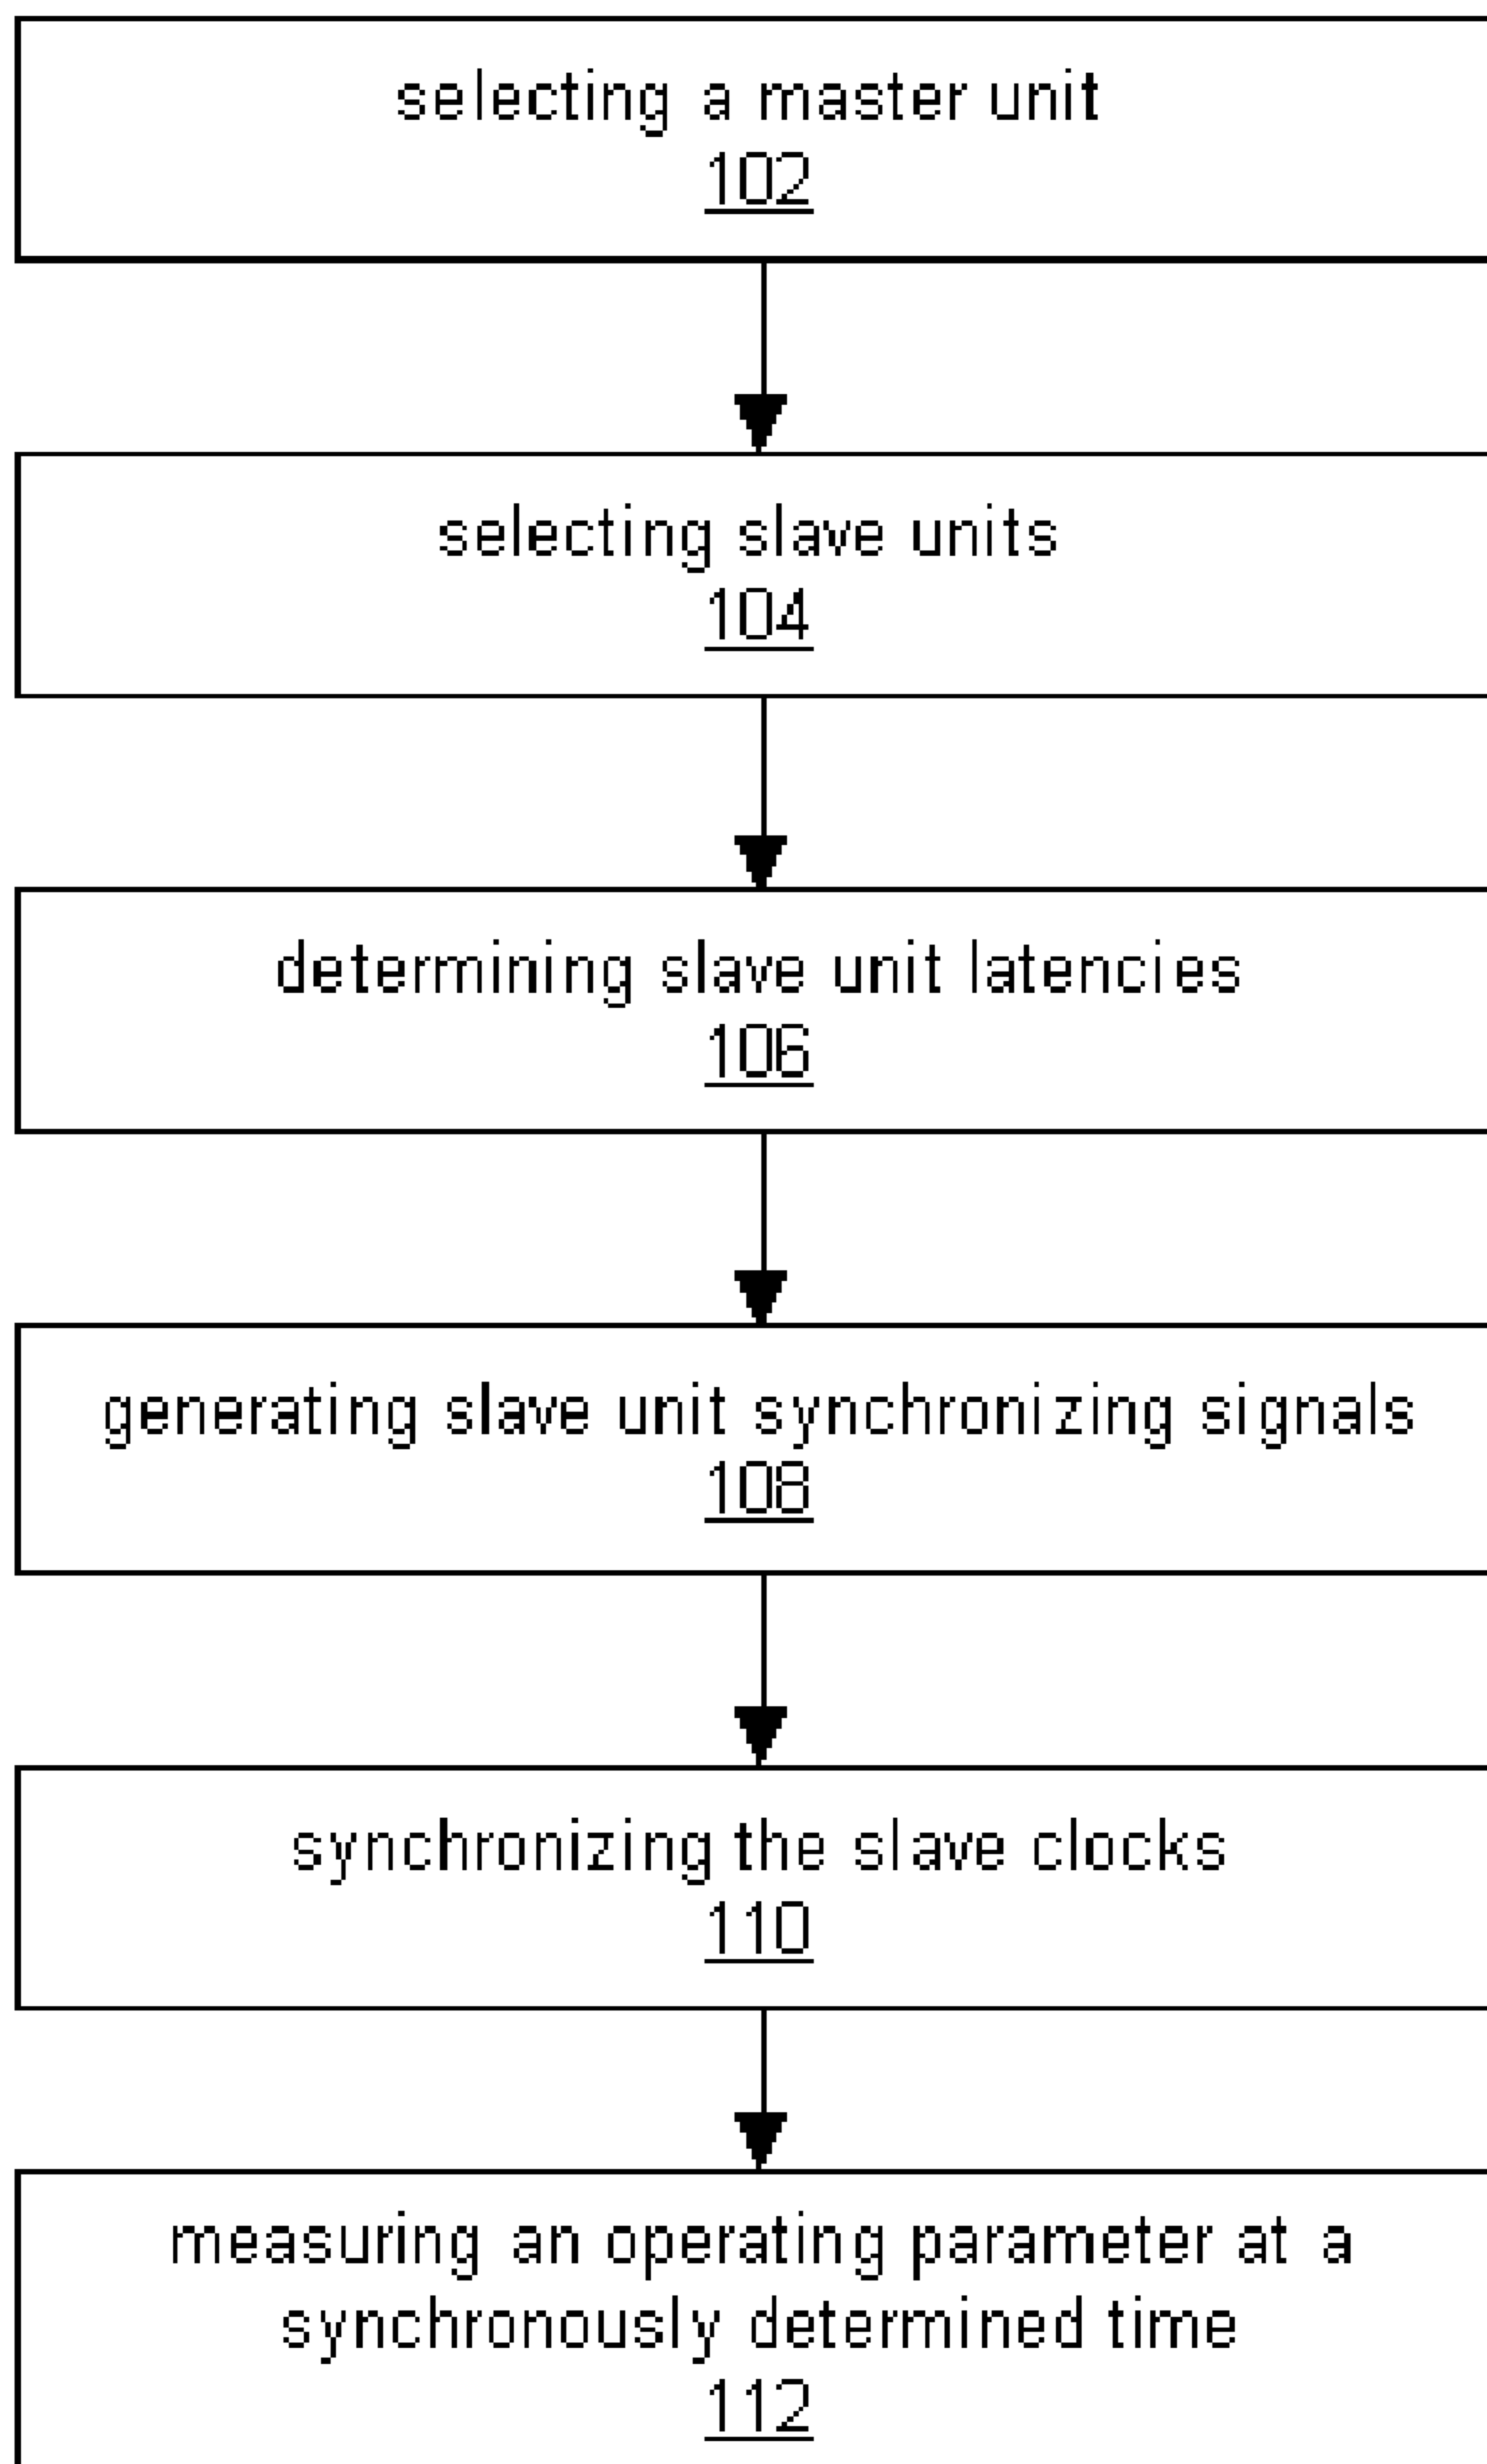 selecting a master unit
102
selecting slave units
104
determining slave unit latencies
106
generating slave unit synchronizing signals
108
synchronizing the slave clocks
110
measuring an operating parameter at a
synchronously determined time
112